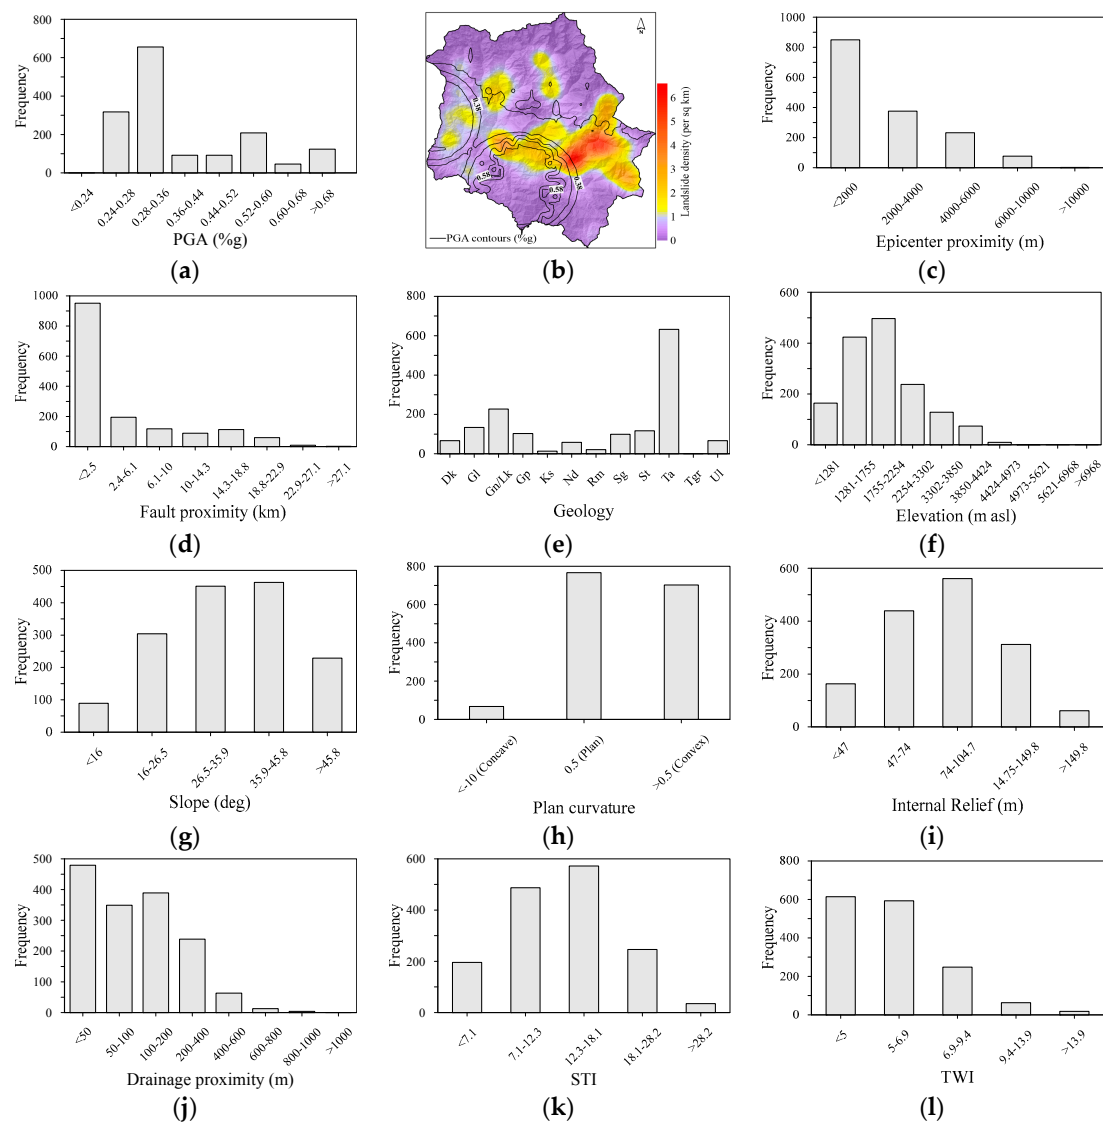 800
600
400
200
0
Frequency
<0.24
0.24-0.28
0.28-0.36
0.36-0.44
0.44-0.52
0.52-0.60
0.60-0.68
>0.68
PGA (%g)
(a)
N
0.38
0.58
0.58
0.38
PGA contours (%g)
6
5
4
3
2
1
0
Landslide density (per sq km)
(b)
1000
800
600
400
200
0
Frequency
<2000
2000-4000
4000-6000
6000-10000
>10000
Epicenter proximity (m)
(c)
1000
800
600
400
200
0
Frequency
<2.5
2.4-6.1
6.1-10
10-14.3
14.3-18.8
18.8-22.9
22.9-27.1
>27.1
Fault proximity (km)
(d)
800
600
400
200
0
Frequency
Dk
Gl
Gn/Lk
Gp
Ks
Nd
Rm
Sg
St
Ta
Tgr
Ul
Geology
(e)
600
400
200
0
Frequency
<1281
1281-1755
1755-2254
2254-3302
3302-3850
3850-4424
4424-4973
4973-5621
5621-6968
>6968
Elevation (m asl)
(f)
500
400
300
200
100
0
Frequency
<16
16-26.5
26.5-35.9
35.9-45.8
>45.8
Slope (deg)
(g)
800
600
400
200
0
Frequency
<-10 (Concave)
0.5 (Plan)
>0.5 (Convex)
Plan curvature
(h)
600
400
200
0
Frequency
<47
47-74
74-104.7
14.75-149.8
>149.8
Internal Relief (m)
(i)
500
400
300
200
100
0
Frequency
<50
50-100
100-200
200-400
400-600
600-800
800-1000
>1000
Drainage proximity (m)
(j)
600
400
200
0
Frequency
<7.1
7.1-12.3
12.3-18.1
18.1-28.2
>28.2
STI
(k)
800
600
400
200
0
Frequency
<5
5-6.9
6.9-9.4
9.4-13.9
>13.9
TWI
(l)